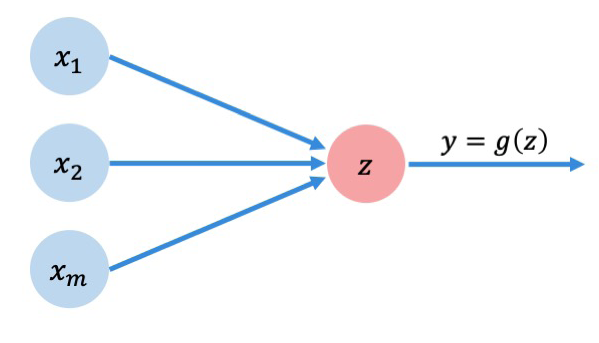 x₁
x₂
xₘ
z
y = g(z)